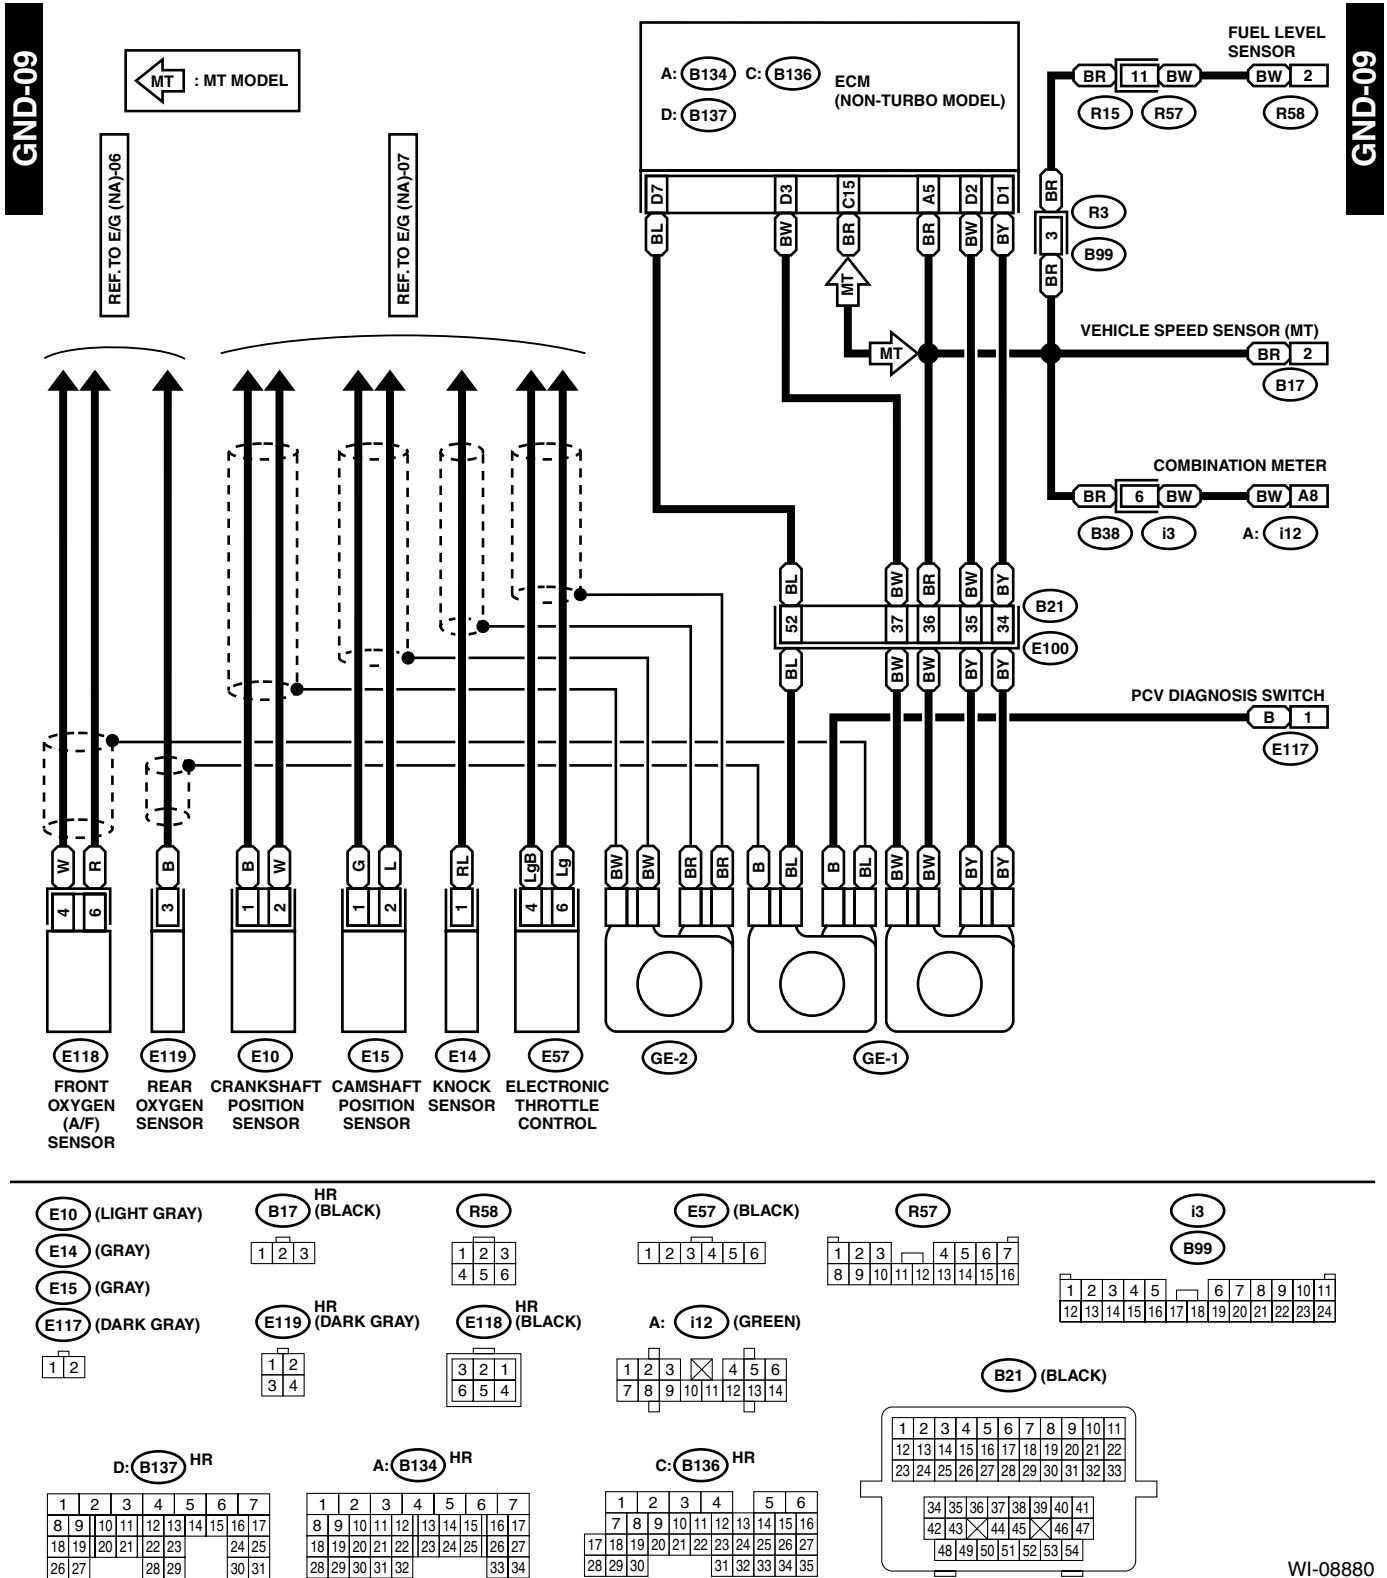 GND-09
GND-09
MT : MT MODEL
REF. TO E/G (NA)-06
REF. TO E/G (NA)-07
A: B134 C: B136
D: B137
ECM
(NON-TURBO MODEL)
D7 D3 C15 A5 D2 D1
BL BW BR BR BW BY
MT
MT
FUEL LEVEL
SENSOR
BR 11 BW BW 2
R15 R57 R58
BR
3
BR
R3
B99
VEHICLE SPEED SENSOR (MT)
BR 2
B17
COMBINATION METER
BR 6 BW BW A8
B38 i3 A: i12
BL BW BR BW BY
52 37 36 35 34
BL BW BW BY BY
B21
E100
PCV DIAGNOSIS SWITCH
B 1
E117
W R B B W G L RL LgB Lg BW BW BR BR B BL B BL BW BW BY BY
4 6 3 1 2 1 2 1 4 6
E118 E119 E10 E15 E14 E57 GE-2 GE-1
FRONT
OXYGEN
(A/F)
SENSOR
REAR
OXYGEN
SENSOR
CRANKSHAFT
POSITION
SENSOR
CAMSHAFT
POSITION
SENSOR
KNOCK
SENSOR
ELECTRONIC
THROTTLE
CONTROL
E10 (LIGHT GRAY)
E14 (GRAY)
E15 (GRAY)
E117 (DARK GRAY)
1 2
B17 HR
(BLACK)
1 2 3
R58
1 2 3
4 5 6
E57 (BLACK)
1 2 3 4 5 6
R57
1 2 3 4 5 6 7
8 9 10 11 12 13 14 15 16
i3
B99
1 2 3 4 5 6 7 8 9 10 11
12 13 14 15 16 17 18 19 20 21 22 23 24
E119 HR
(DARK GRAY)
1 2
3 4
E118 HR
(BLACK)
3 2 1
6 5 4
A: i12 (GREEN)
1 2 3 4 5 6
7 8 9 10 11 12 13 14
B21 (BLACK)
1 2 3 4 5 6 7 8 9 10 11
12 13 14 15 16 17 18 19 20 21 22
23 24 25 26 27 28 29 30 31 32 33
34 35 36 37 38 39 40 41
42 43 44 45 46 47
48 49 50 51 52 53 54
D: B137 HR
1 2 3 4 5 6 7
8 9 10 11 12 13 14 15 16 17
18 19 20 21 22 23 24 25
26 27 28 29 30 31
A: B134 HR
1 2 3 4 5 6 7
8 9 10 11 12 13 14 15 16 17
18 19 20 21 22 23 24 25 26 27
28 29 30 31 32 33 34
C: B136 HR
1 2 3 4 5 6
7 8 9 10 11 12 13 14 15 16
17 18 19 20 21 22 23 24 25 26 27
28 29 30 31 32 33 34 35
WI-08880